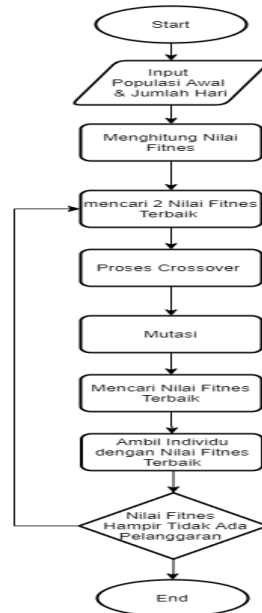 Start
Input
Populasi Awal
& Jumlah Hari
Menghitung Nilai
Fitnes
mencari 2 Nilai Fitnes
Terbaik
Proses Crossover
Mutasi
Mencari Nilai Fitnes
Terbaik
Ambil Individu
dengan Nilai Fitnes
Terbaik
Nilai Fitnes
Hampir Tidak Ada
Pelanggaran
End